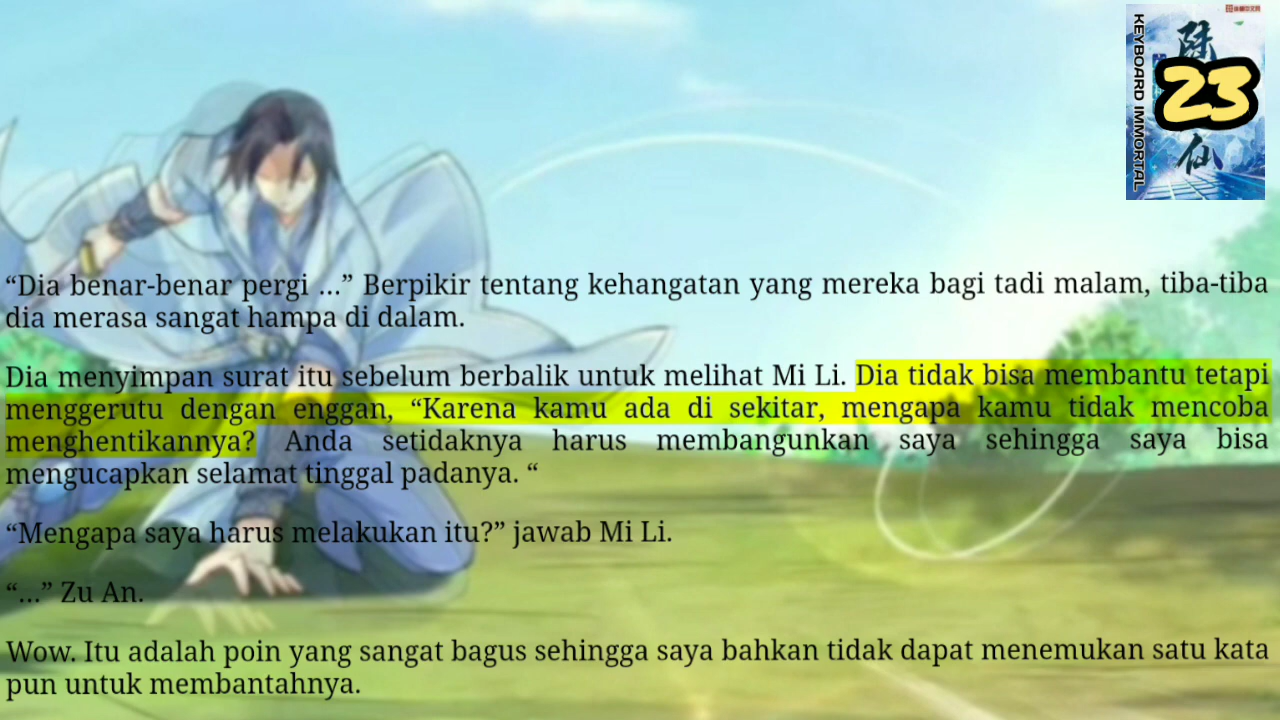 KEYBOARD IMMORTAL
23
仙
“Dia benar-benar pergi ...” Berpikir tentang kehangatan yang mereka bagi tadi malam, tiba-tiba
dia merasa sangat hampa di dalam.
Dia menyimpan surat itu sebelum berbalik untuk melihat Mi Li. Dia tidak bisa membantu tetapi
menggerutu dengan enggan, “Karena kamu ada di sekitar, mengapa kamu tidak mencoba
menghentikannya? Anda setidaknya harus membangunkan saya sehingga saya bisa
mengucapkan selamat tinggal padanya. “
“Mengapa saya harus melakukan itu?” jawab Mi Li.
“...” Zu An.
Wow. Itu adalah poin yang sangat bagus sehingga saya bahkan tidak dapat menemukan satu kata
pun untuk membantahnya.